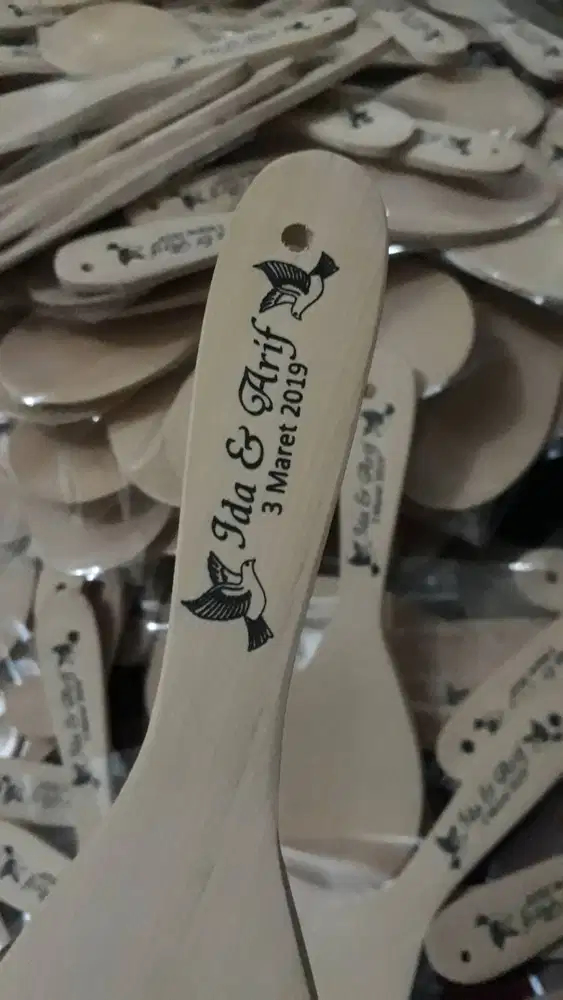 Ida & Arif
3 Maret 2019